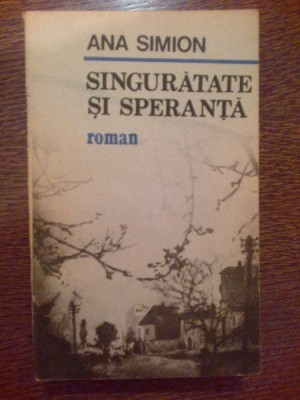 ANA SIMION
SINGURĂTATE
ȘI SPERANȚĂ
roman